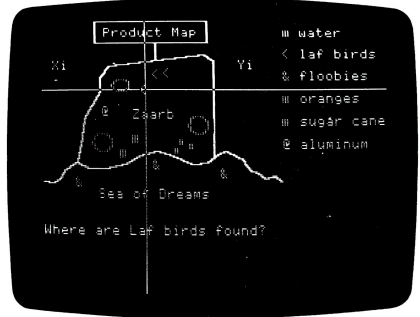 Product Map
water
< laf birds
Xi
Yi
& floobies
oranges
@ Zaarb
sugar cane
@ aluminum
Sea of Dreams
Where are Laf birds found?